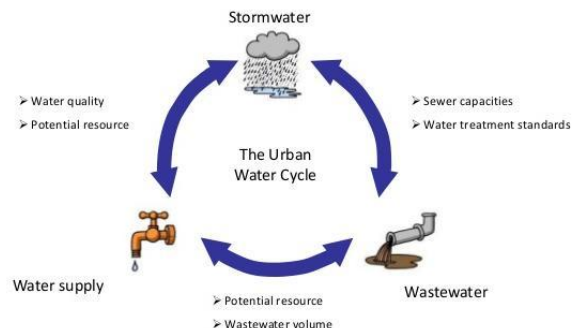 Stormwater
➢ Water quality
➢ Potential resource
➢ Sewer capacities
➢ Water treatment standards
The Urban
Water Cycle
Water supply
Wastewater
➢ Potential resource
➢ Wastewater volume